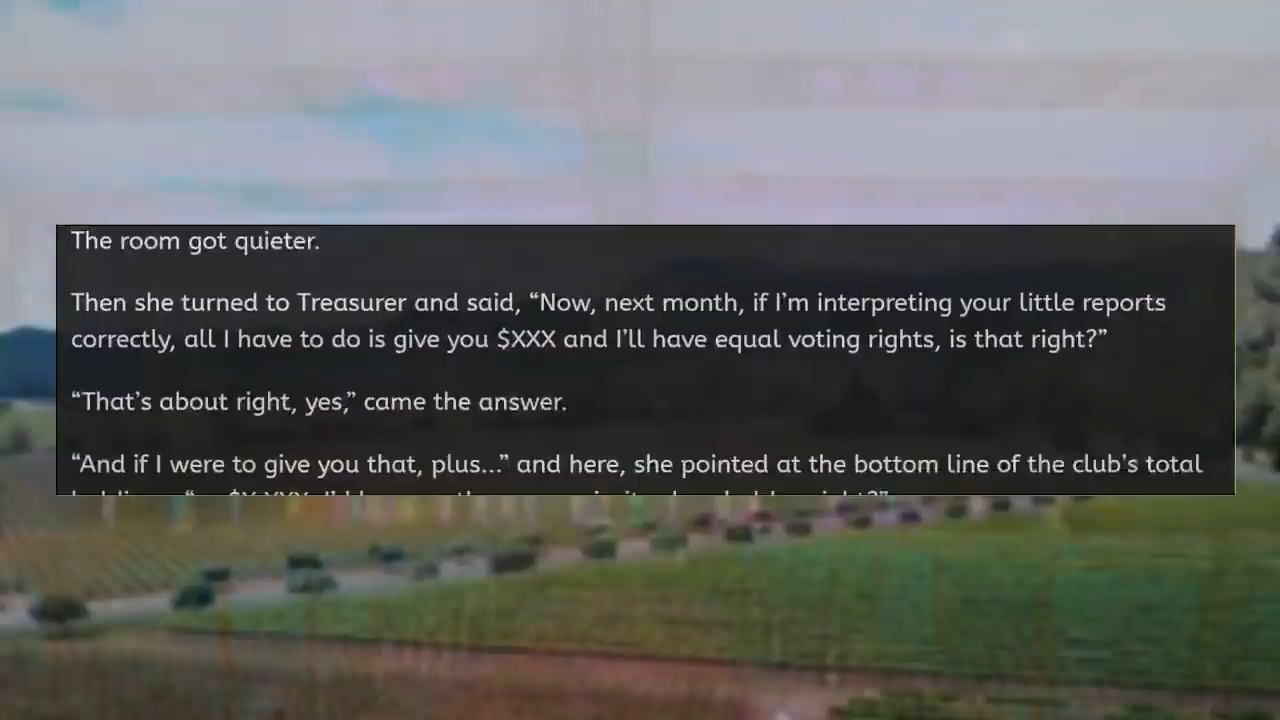 The room got quieter.
Then she turned to Treasurer and said, “Now, next month, if I’m interpreting your little reports
correctly, all I have to do is give you $XXX and I’ll have equal voting rights, is that right?”
“That’s about right, yes,” came the answer.
“And if I were to give you that, plus...” and here, she pointed at the bottom line of the club’s total